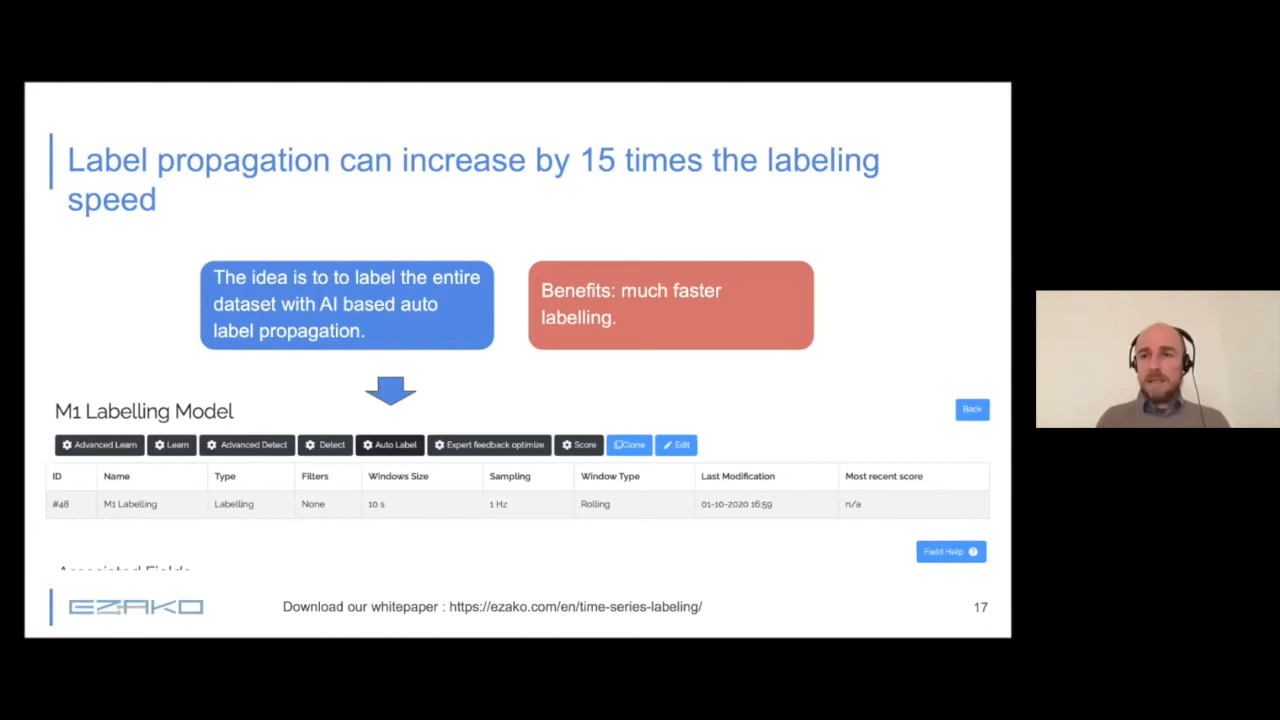 Label propagation can increase by 15 times the labeling
speed
The idea is to to label the entire
dataset with AI based auto
label propagation.
Benefits: much faster
labelling.
M1 Labelling Model
Back
Advanced Learn Learn Advanced Detect Detect Auto Label Expert feedback optimize Score Clone Edit
ID Name Type Filters Windows Size Sampling Window Type Last Modification Most recent score
#48 M1 Labelling Labelling None 10 s 1 Hz Rolling 01-10-2020 16:59 n/a
Field Help ?
Associated Fields
EZAKO
Download our whitepaper : https://ezako.com/en/time-series-labeling/
17